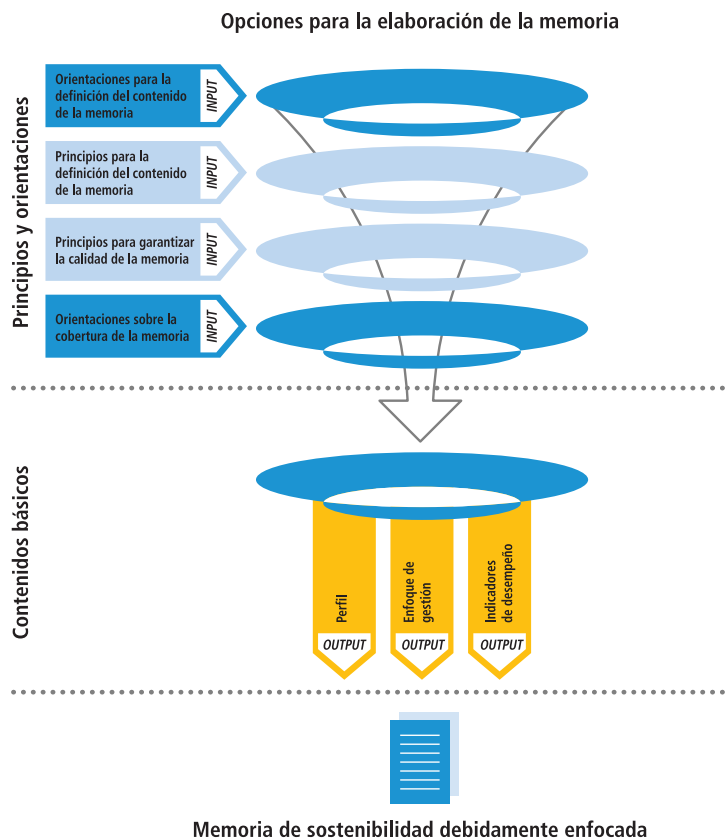 Opciones para la elaboración de la memoria
Principios y orientaciones
Orientaciones para la
definición del contenido
de la memoria
INPUT
Principios para la
definición del contenido
de la memoria
INPUT
Principios para garantizar
la calidad de la memoria
INPUT
Orientaciones sobre la
cobertura de la memoria
INPUT
Contenidos básicos
Perfil
OUTPUT
Enfoque de
gestión
OUTPUT
Indicadores
de desempeño
OUTPUT
Memoria de sostenibilidad debidamente enfocada